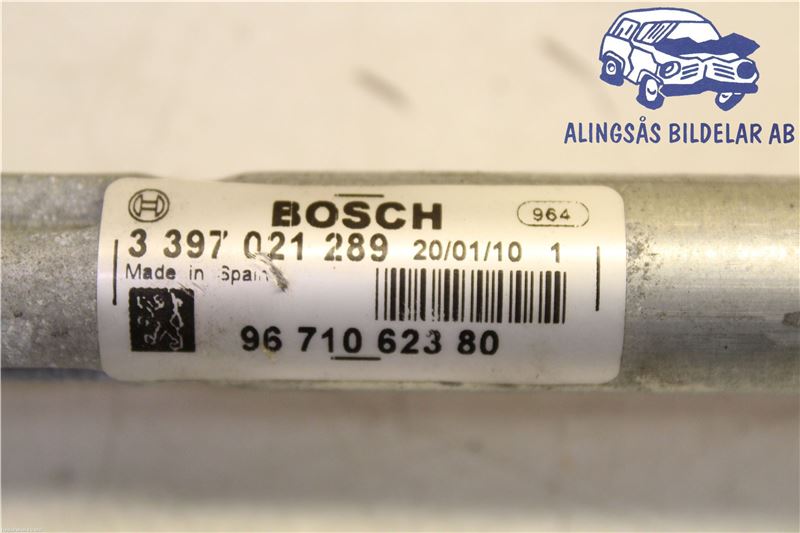 ALINGSÅS BILDELAR AB
BOSCH
964
3 397 021 289 20/01/10 1
Made in Spain
96 710 623 80